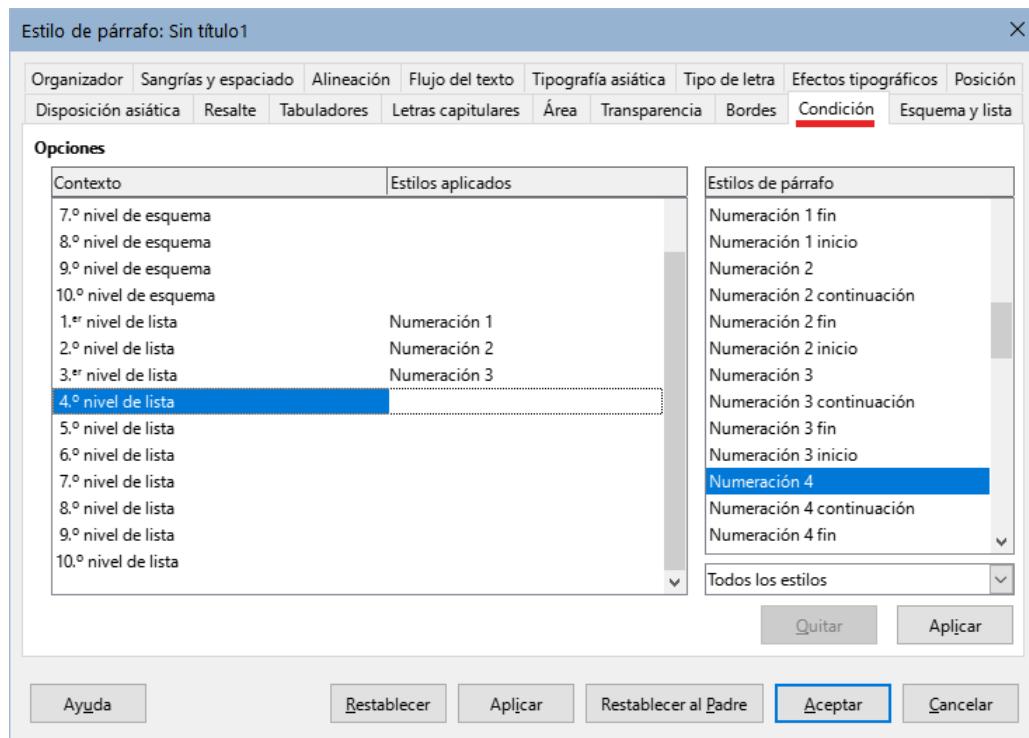 Estilo de párrafo: Sin título1
Organizador Sangrías y espaciado Alineación Flujo del texto Tipografía asiática Tipo de letra Efectos tipográficos Posición
Disposición asiática Resalte Tabuladores Letras capitulares Área Transparencia Bordes Condición Esquema y lista
Opciones
Contexto Estilos aplicados Estilos de párrafo
7.º nivel de esquema Numeración 1 fin
8.º nivel de esquema Numeración 1 inicio
9.º nivel de esquema Numeración 2
10.º nivel de esquema Numeración 2 continuación
1.er nivel de lista Numeración 1 Numeración 2 fin
2.º nivel de lista Numeración 2 Numeración 2 inicio
3.er nivel de lista Numeración 3 Numeración 3
4.º nivel de lista Numeración 3 continuación
5.º nivel de lista Numeración 3 fin
6.º nivel de lista Numeración 3 inicio
7.º nivel de lista Numeración 4
8.º nivel de lista Numeración 4 continuación
9.º nivel de lista Numeración 4 fin
10.º nivel de lista
Todos los estilos
Quitar Aplicar
Ayuda Restablecer Aplicar Restablecer al Padre Aceptar Cancelar